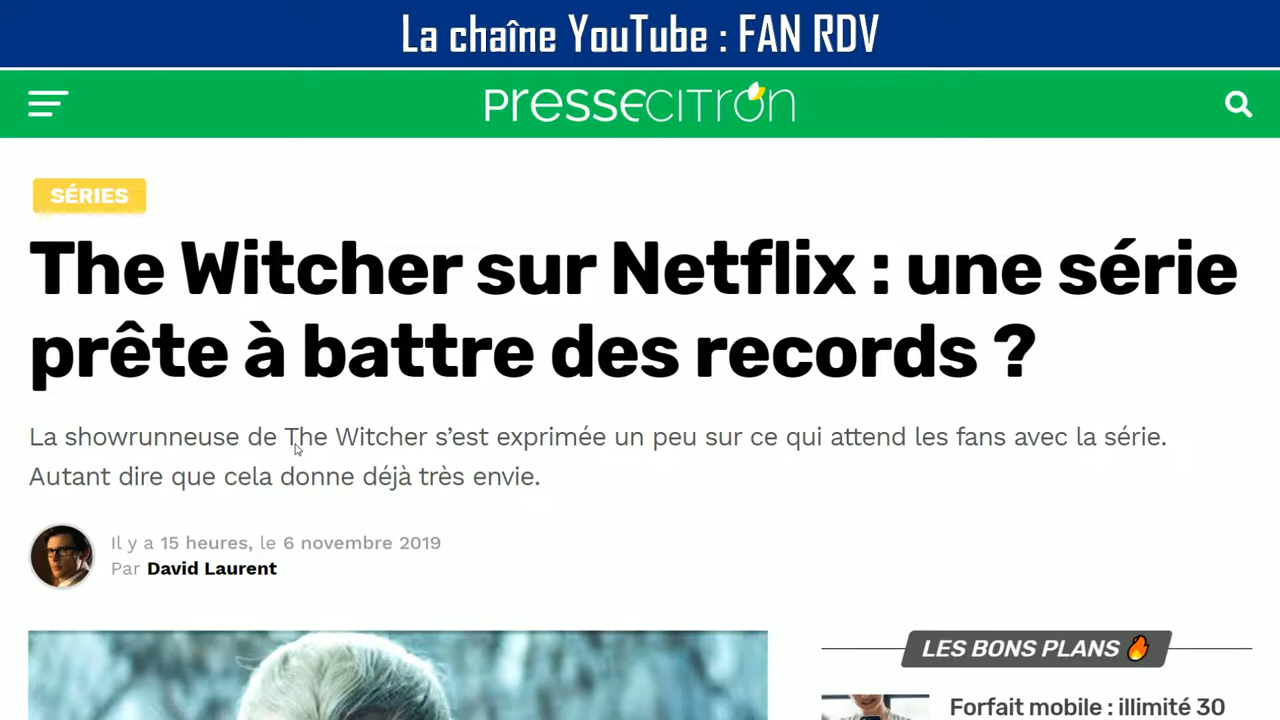 La chaîne YouTube : FAN RDV
PRESSECITRON
SÉRIES
The Witcher sur Netflix : une série
prête à battre des records ?
La showrunneuse de The Witcher s’est exprimée un peu sur ce qui attend les fans avec la série.
Autant dire que cela donne déjà très envie.
Il y a 15 heures, le 6 novembre 2019
Par David Laurent
LES BONS PLANS 🔥
Forfait mobile : illimité 30